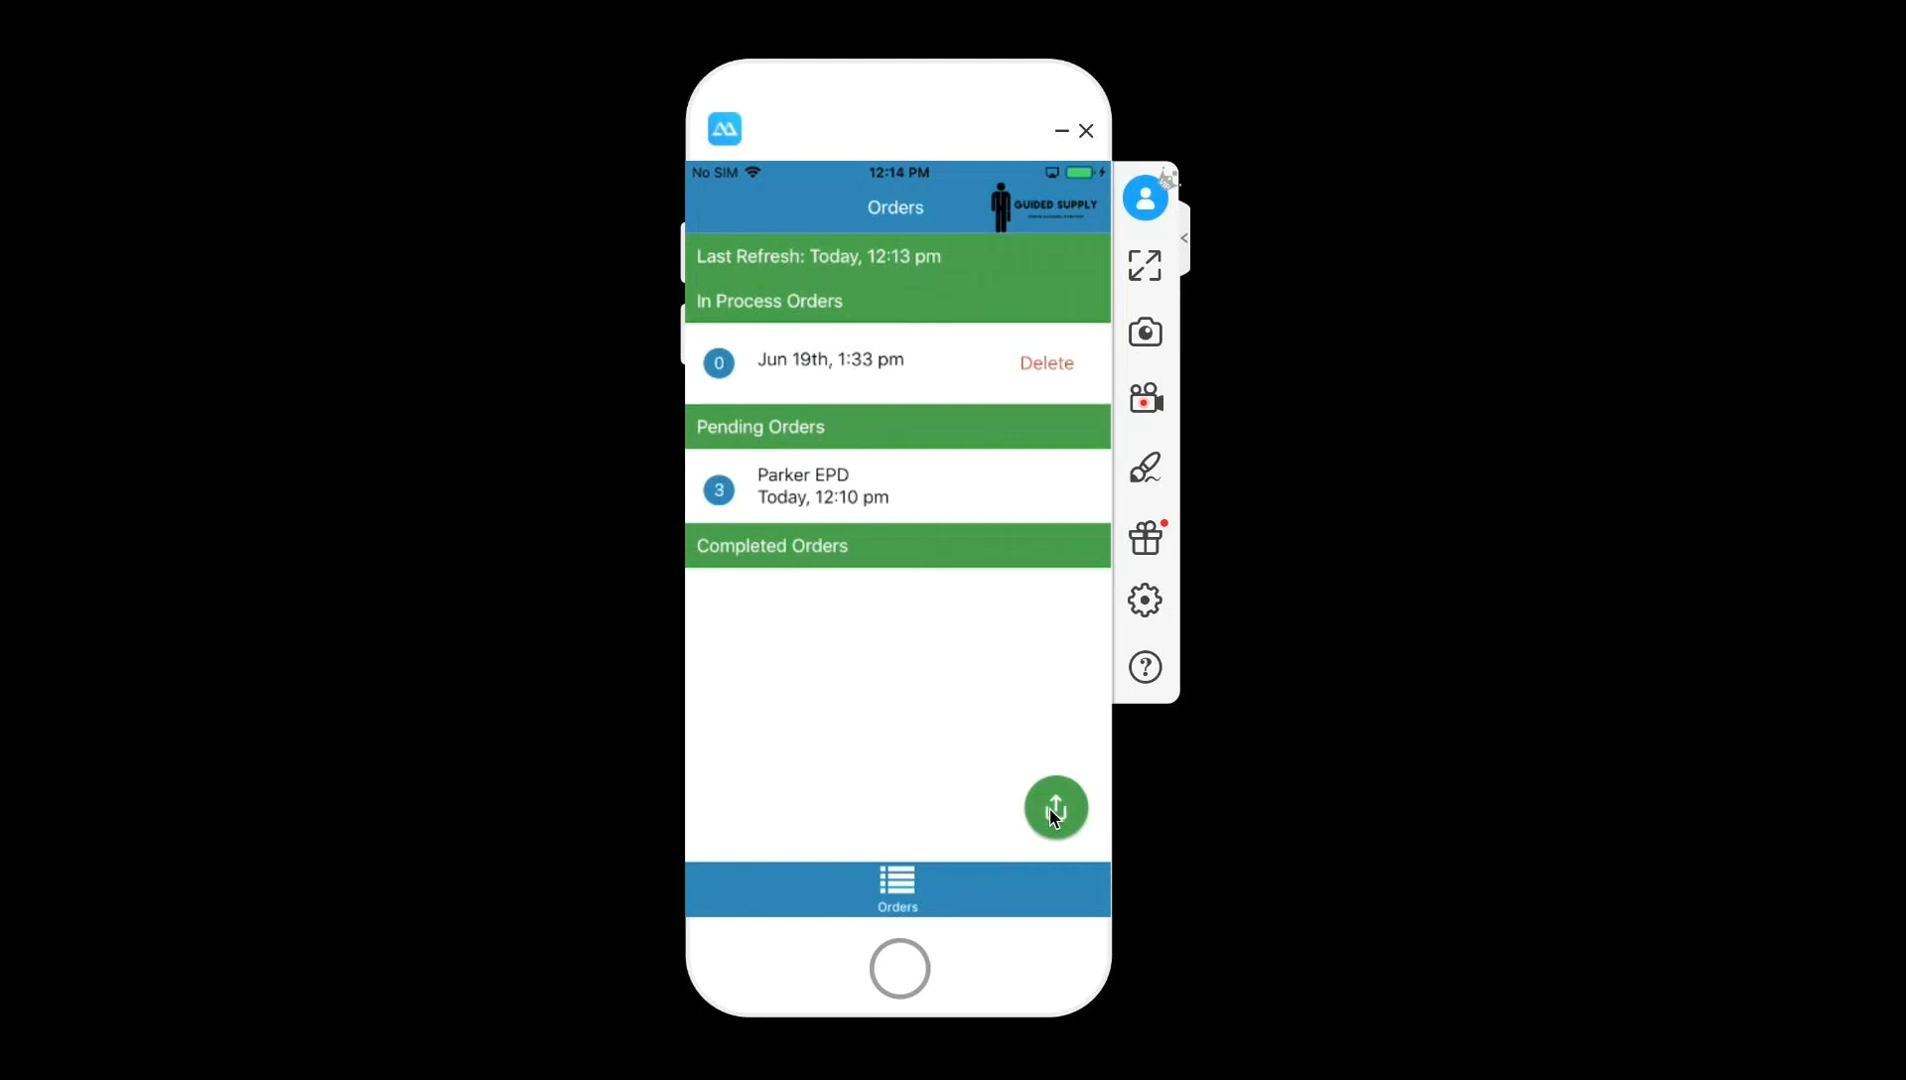 No SIM
12:14 PM
Orders
GUIDED SUPPLY
Last Refresh: Today, 12:13 pm
In Process Orders
0
Jun 19th, 1:33 pm
Delete
Pending Orders
3
Parker EPD
Today, 12:10 pm
Completed Orders
Orders